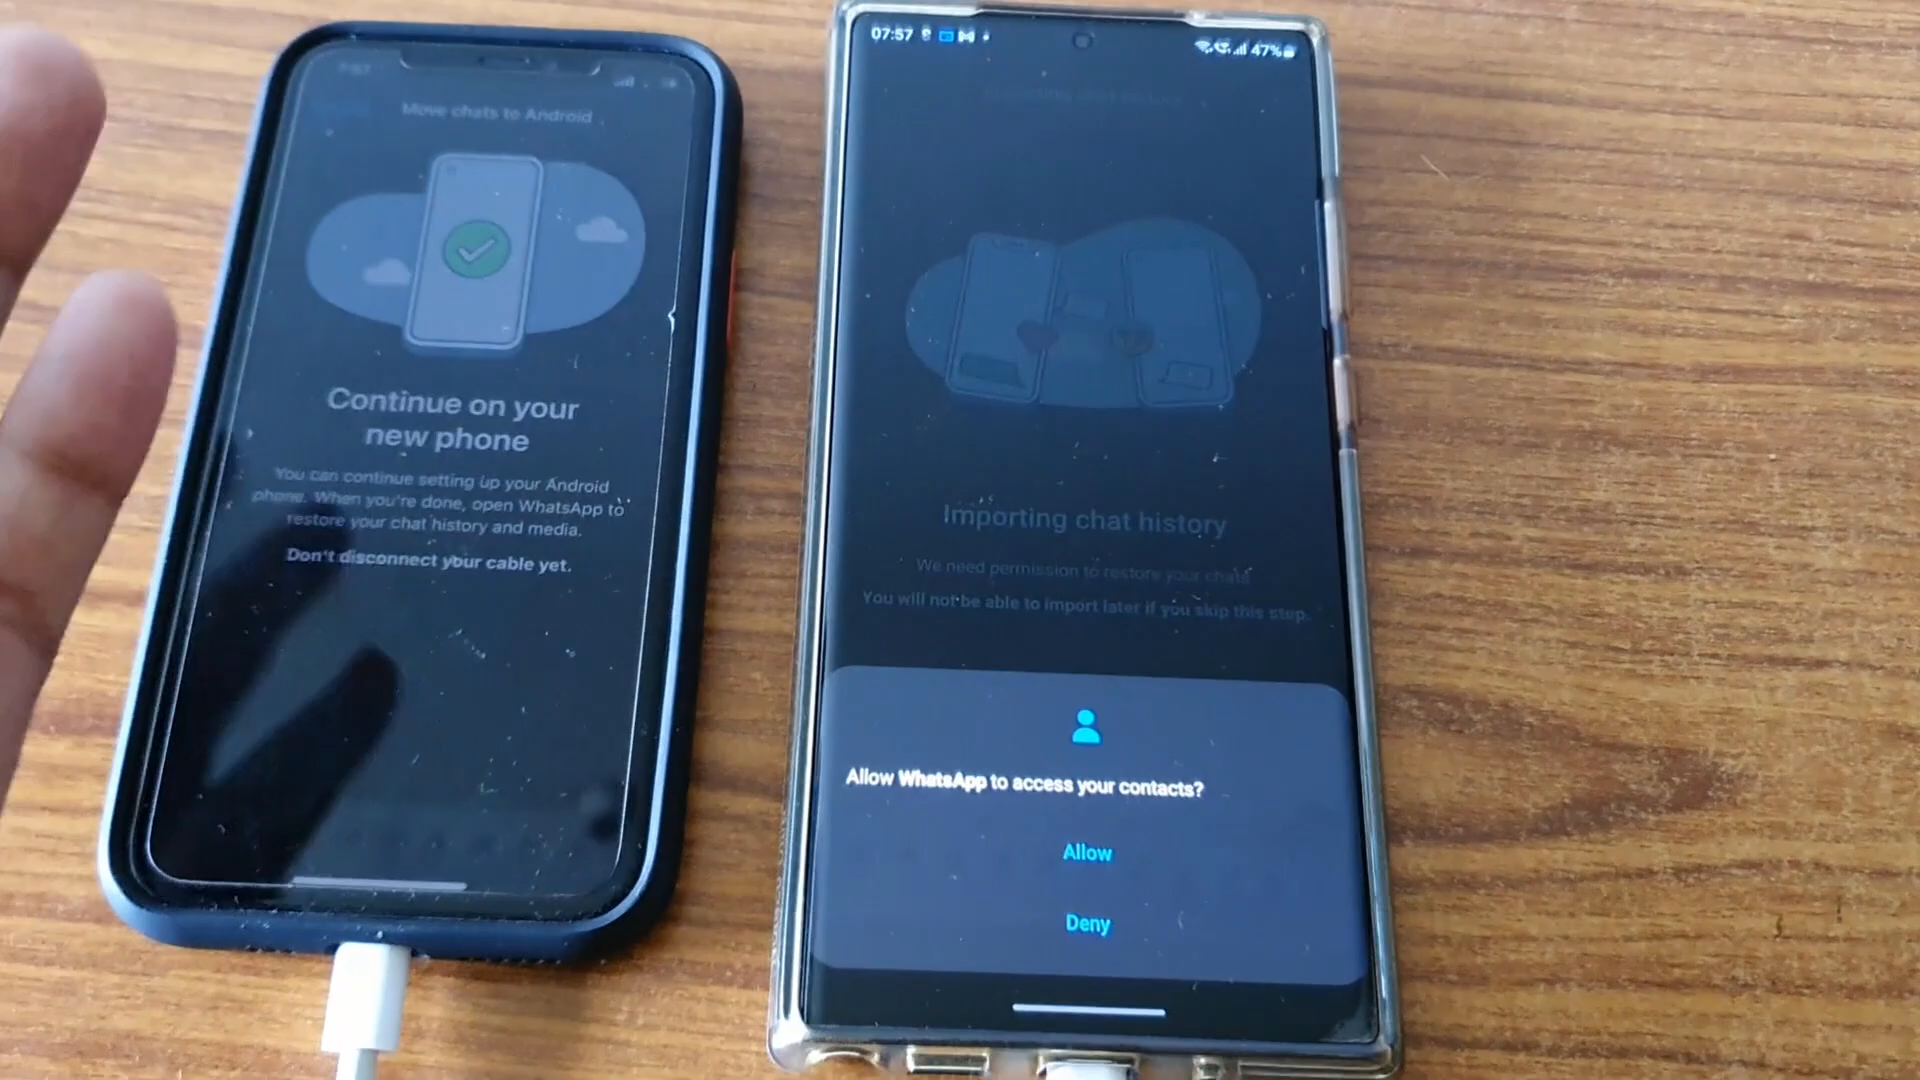 Move chats to Android
Continue on your
new phone
You can continue setting up your Android
phone. When you're done, open WhatsApp to
restore your chat history and media.
Don't disconnect your cable yet.
07:57
47%
Importing chat history
We need permission to restore your chats
You will not be able to import later if you skip this step.
Allow WhatsApp to access your contacts?
Allow
Deny